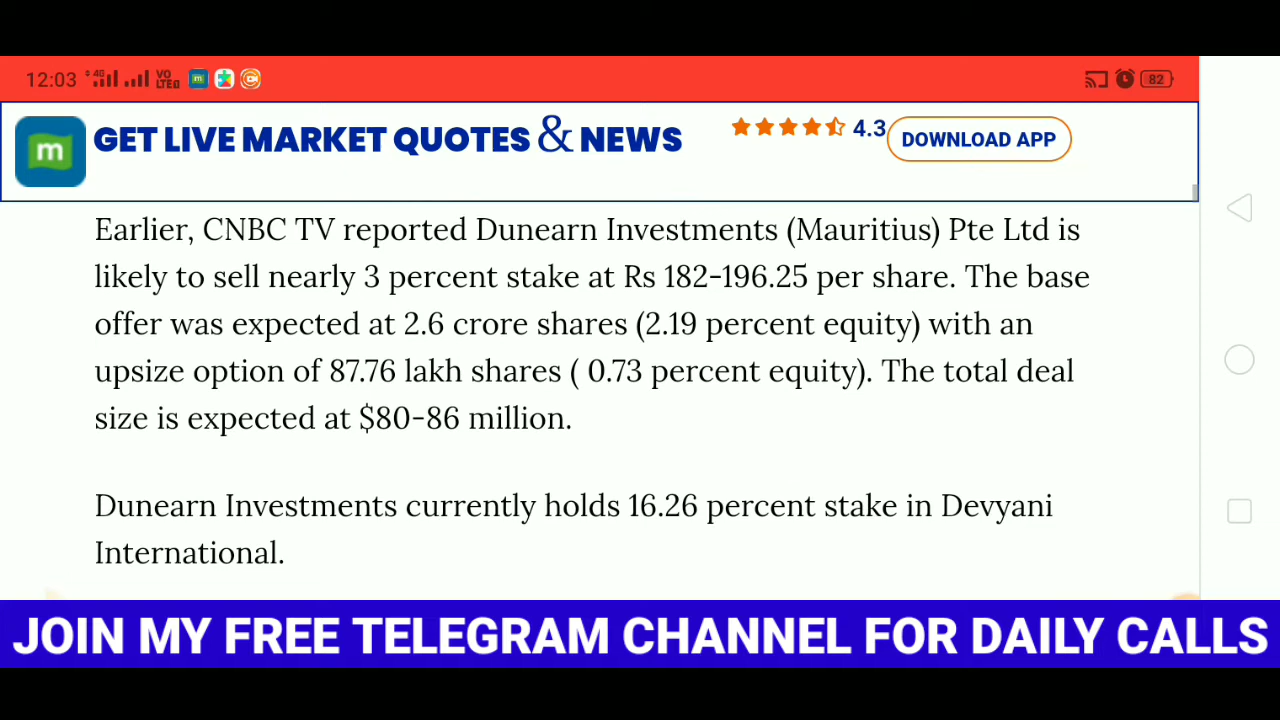 12:03 4G VO LTE m 82
m GET LIVE MARKET QUOTES & NEWS 4.3 DOWNLOAD APP
Earlier, CNBC TV reported Dunearn Investments (Mauritius) Pte Ltd is
likely to sell nearly 3 percent stake at Rs 182-196.25 per share. The base
offer was expected at 2.6 crore shares (2.19 percent equity) with an
upsize option of 87.76 lakh shares ( 0.73 percent equity). The total deal
size is expected at $80-86 million.
Dunearn Investments currently holds 16.26 percent stake in Devyani
International.
JOIN MY FREE TELEGRAM CHANNEL FOR DAILY CALLS